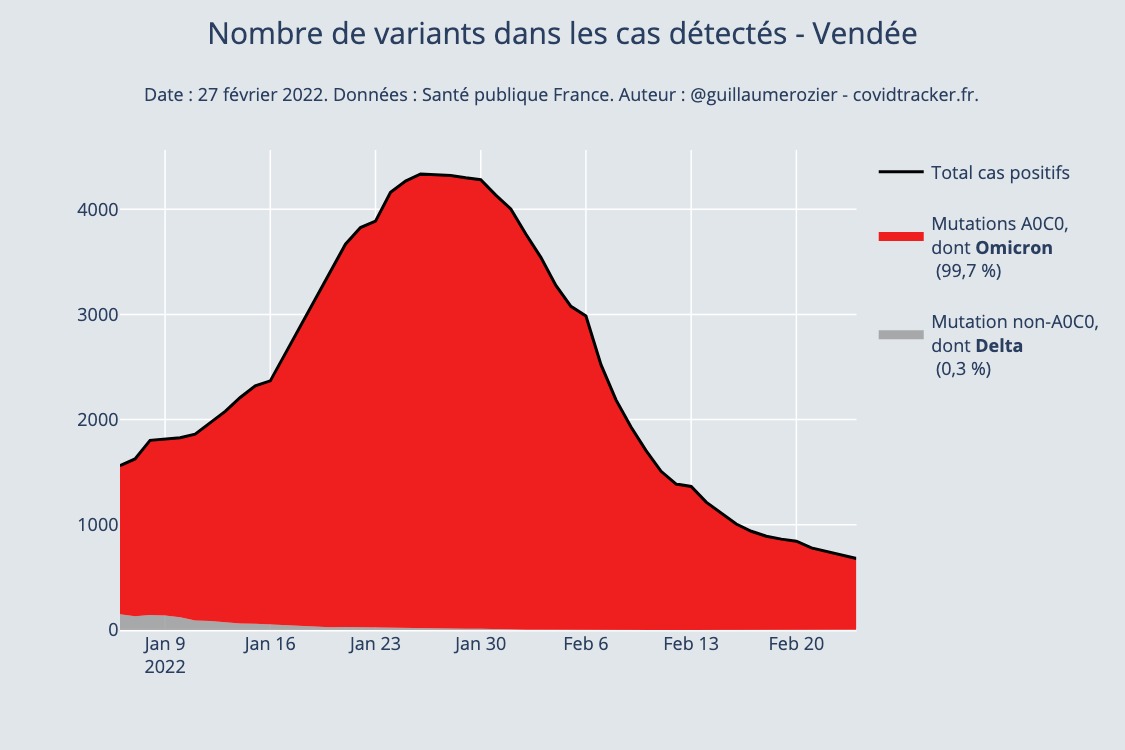 Nombre de variants dans les cas détectés - Vendée
Date : 27 février 2022. Données : Santé publique France. Auteur : @guillaumerozier - covidtracker.fr.
Total cas positifs
Mutations A0C0,
dont Omicron
(99,7 %)
Mutation non-A0C0,
dont Delta
(0,3 %)
4000
3000
2000
1000
0
Jan 9 Jan 16 Jan 23 Jan 30 Feb 6 Feb 13 Feb 20
2022